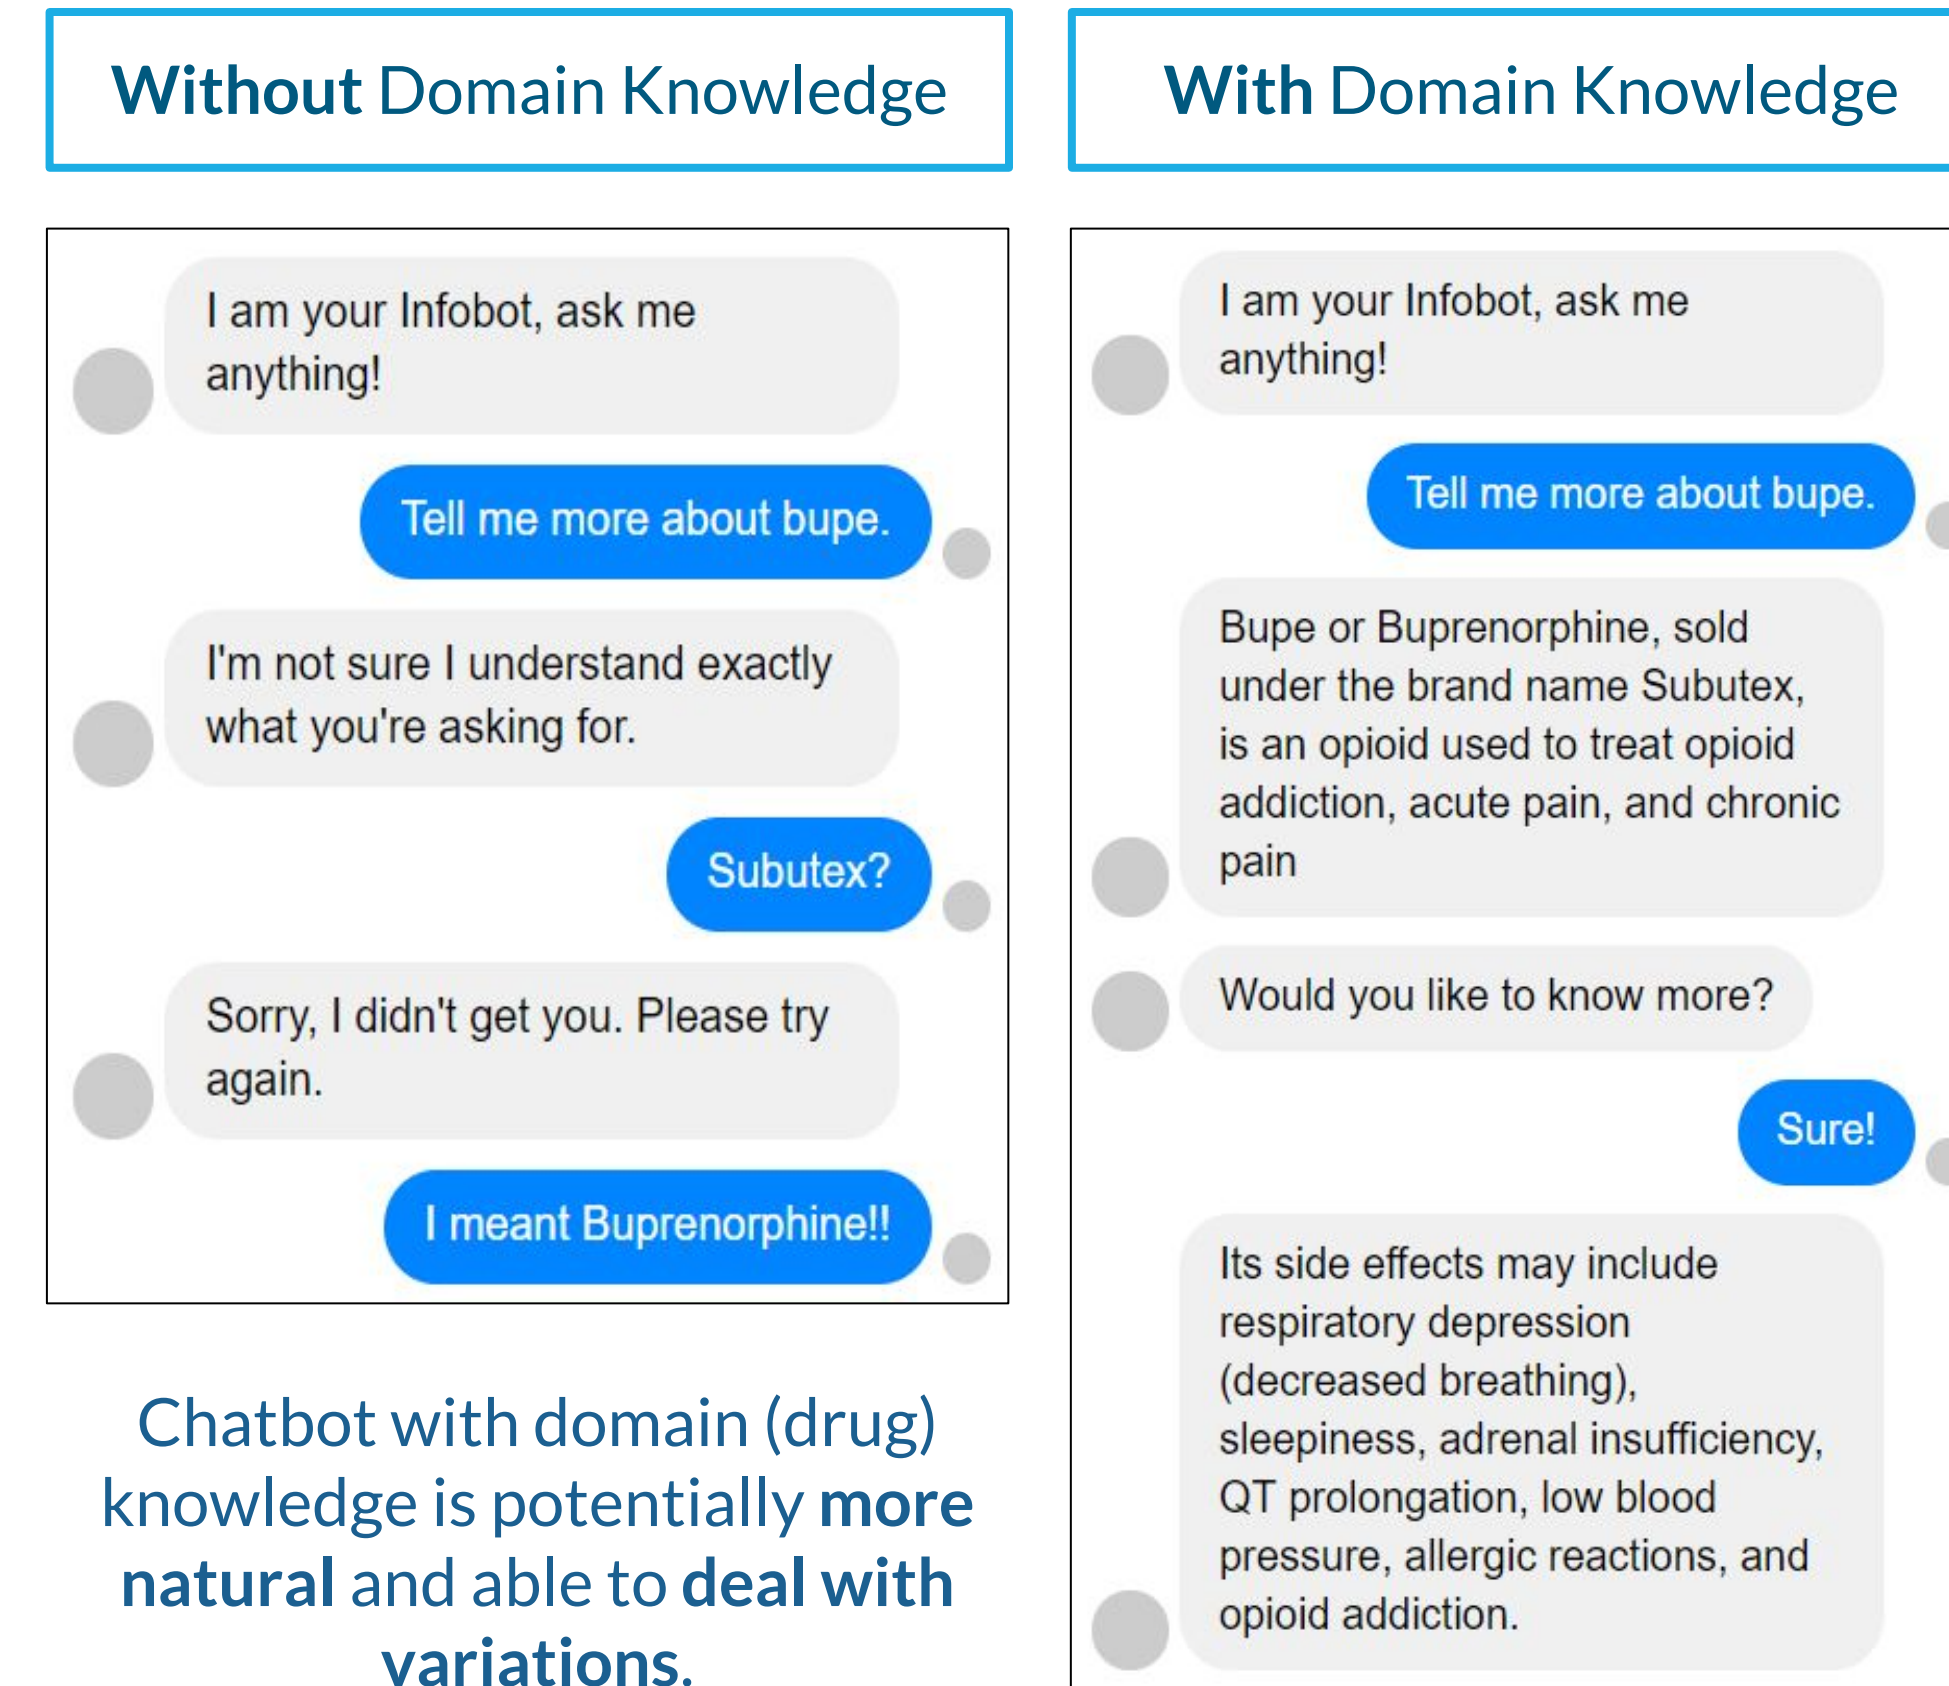 Without Domain Knowledge
I am your Infobot, ask me
anything!
Tell me more about bupe.
I'm not sure I understand exactly
what you're asking for.
Subutex?
Sorry, I didn't get you. Please try
again.
I meant Buprenorphine!!
Chatbot with domain (drug)
knowledge is potentially more
natural and able to deal with
variations.
With Domain Knowledge
I am your Infobot, ask me
anything!
Tell me more about bupe.
Bupe or Buprenorphine, sold
under the brand name Subutex,
is an opioid used to treat opioid
addiction, acute pain, and chronic
pain
Would you like to know more?
Sure!
Its side effects may include
respiratory depression
(decreased breathing),
sleepiness, adrenal insufficiency,
QT prolongation, low blood
pressure, allergic reactions, and
opioid addiction.